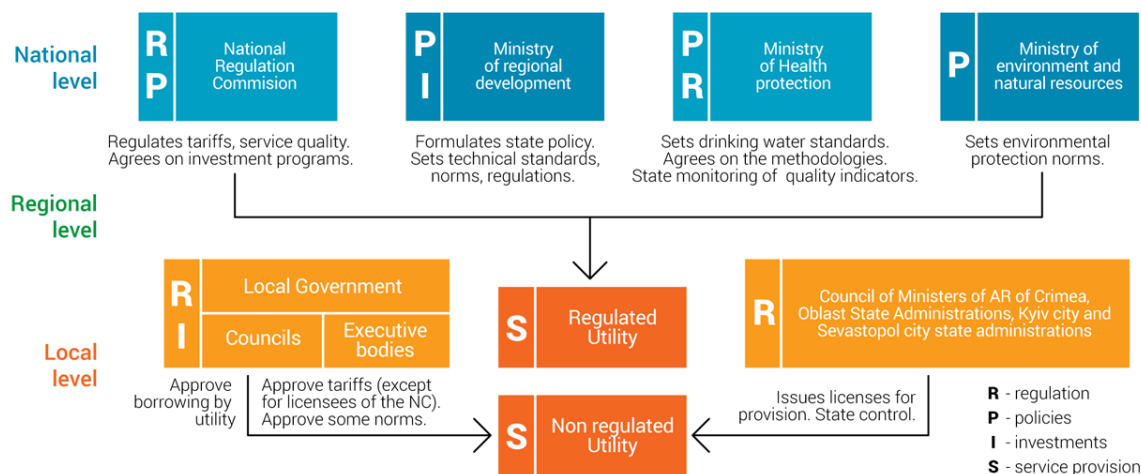 National
level
R
P
National
Regulation
Commision
P
I
Ministry
of regional
development
P
R
Ministry
of Health
protection
P
Ministry of
environment and
natural resources
Regulates tariffs, service quality.
Agrees on investment programs.
Formulates state policy.
Sets technical standards,
norms, regulations.
Sets drinking water standards.
Agrees on the methodologies.
State monitoring of quality indicators.
Sets environmental
protection norms.
Regional
level
Local
level
R
I
Local Government
Councils
Executive
bodies
S
Regulated
Utility
R
Council of Ministers of AR of Crimea,
Oblast State Administrations, Kyiv city and
Sevastopol city state administrations
Approve
borrowing by
utility
Approve tariffs (except
for licensees of the NC).
Approve some norms.
S
Non regulated
Utility
Issues licenses for
provision. State control.
R - regulation
P - policies
I - investments
S - service provision